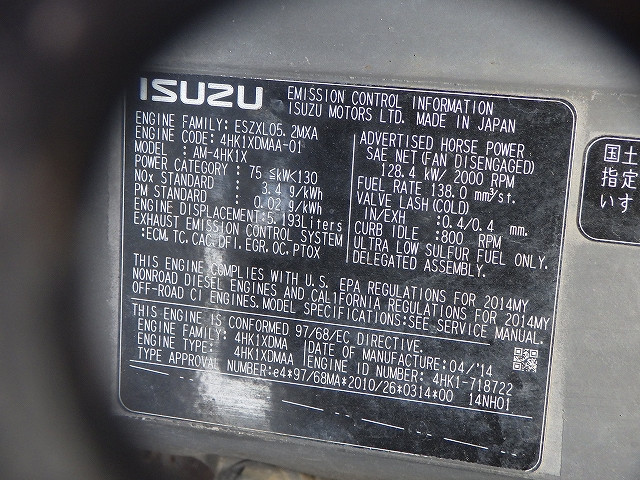 ISUZU
EMISSION CONTROL INFORMATION
ISUZU MOTORS LTD. MADE IN JAPAN
ENGINE FAMILY: ESZXL05.2MXA
ENGINE CODE: 4HK1XDMAA-01
MODEL : AM-4HK1X
POWER CATEGORY : 75 ≦kW<130
NOx STANDARD : 3.4 g/kWh
PM STANDARD : 0.02 g/kWh
ENGINE DISPLACEMENT:5.193Liters
EXHAUST EMISSION CONTROL SYSTEM
:ECM,TC,CAC,DFI,EGR,OC,PTOX
ADVERTISED HORSE POWER
SAE NET(FAN DISENGAGED)
128.4 kW/ 2000 RPM
FUEL RATE 138.0 mm³/st.
VALVE LASH(COLD)
IN/EXH :0.4/0.4 mm.
CURB IDLE :800 RPM
ULTRA LOW SULFUR FUEL ONLY.
DELEGATED ASSEMBLY.
THIS ENGINE COMPLIES WITH U.S. EPA REGULATIONS FOR 2014MY
NONROAD DIESEL ENGINES AND CALIFORNIA REGULATIONS FOR 2014MY
OFF-ROAD CI ENGINES.MODEL SPECIFICATIONS:SEE SERVICE MANUAL.
THIS ENGINE IS CONFORMED 97/68/EC DIRECTIVE.
ENGINE FAMILY: 4HK1XDMA DATE OF MANUFACTURE:04/'14
ENGINE TYPE: 4HK1XDMAA ENGINE ID NUMBER: 4HK1-718722
TYPE APPROVAL NUMBER:e4*97/68MA*2010/26*0314*00 14NH01
国土
指定
いす